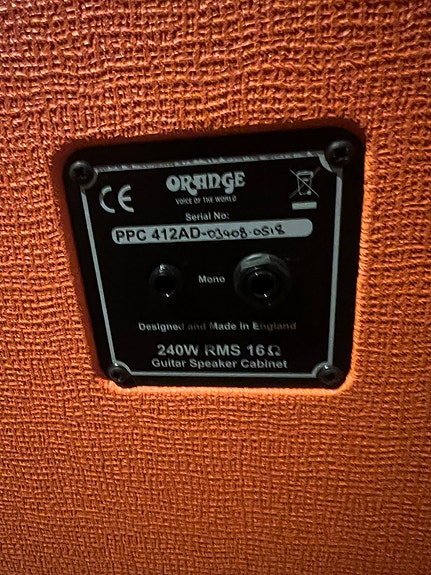 CE
ORANGE
VOICE OF THE WORLD
Serial No:
PPC 412AD-03408-0518
Mono
Designed and Made in England
240W RMS 16Ω
Guitar Speaker Cabinet